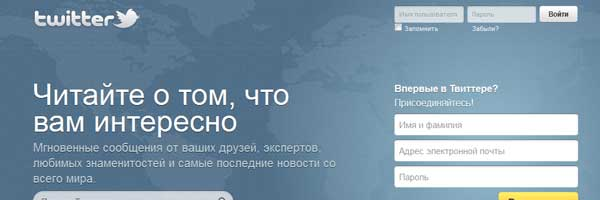 twitter
Имя пользователя Пароль Войти
Запомнить Забыли?
Читайте о том, что
вам интересно
Мгновенные сообщения от ваших друзей, экспертов,
любимых знаменитостей и самые последние новости со
всего мира.
Впервые в Твиттере?
Присоединяйтесь!
Имя и фамилия
Адрес электронной почты
Пароль